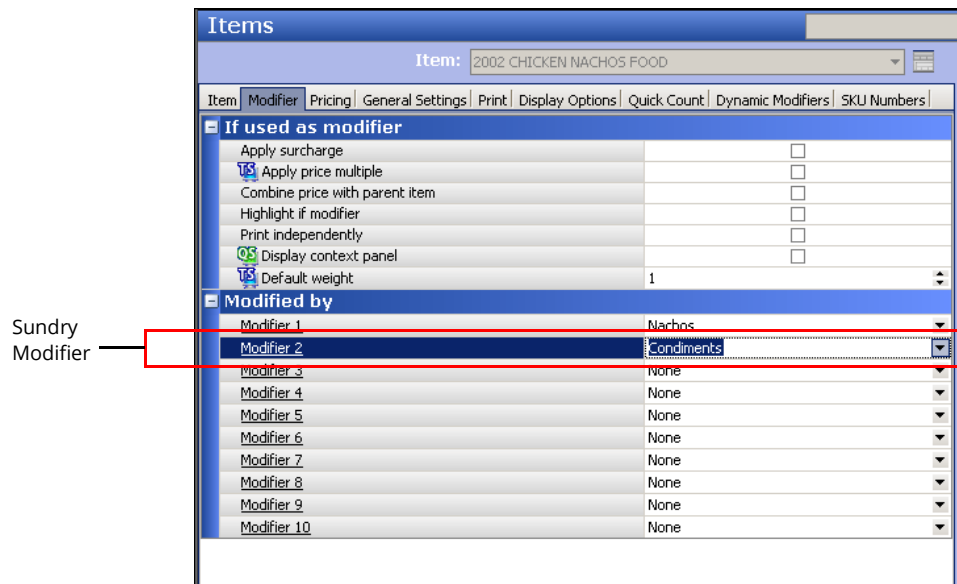 Items
Item: 2002 CHICKEN NACHOS FOOD
Item Modifier Pricing General Settings Print Display Options Quick Count Dynamic Modifiers SKU Numbers
If used as modifier
Apply surcharge
TS Apply price multiple
Combine price with parent item
Highlight if modifier
Print independently
QS Display context panel
TS Default weight 1
Modified by
Modifier 1 Nachos
Sundry Modifier
Modifier 2 Condiments
Modifier 3 None
Modifier 4 None
Modifier 5 None
Modifier 6 None
Modifier 7 None
Modifier 8 None
Modifier 9 None
Modifier 10 None